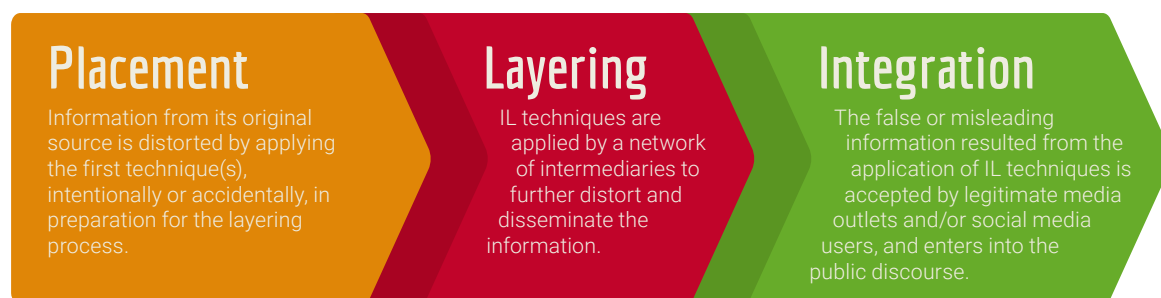 Placement
Information from its original
source is distorted by applying
the first technique(s),
intentionally or accidentally, in
preparation for the layering
process.
Layering
IL techniques are
applied by a network
of intermediaries to
further distort and
disseminate the
information.
Integration
The false or misleading
information resulted from the
application of IL techniques is
accepted by legitimate media
outlets and/or social media
users, and enters into the
public discourse.